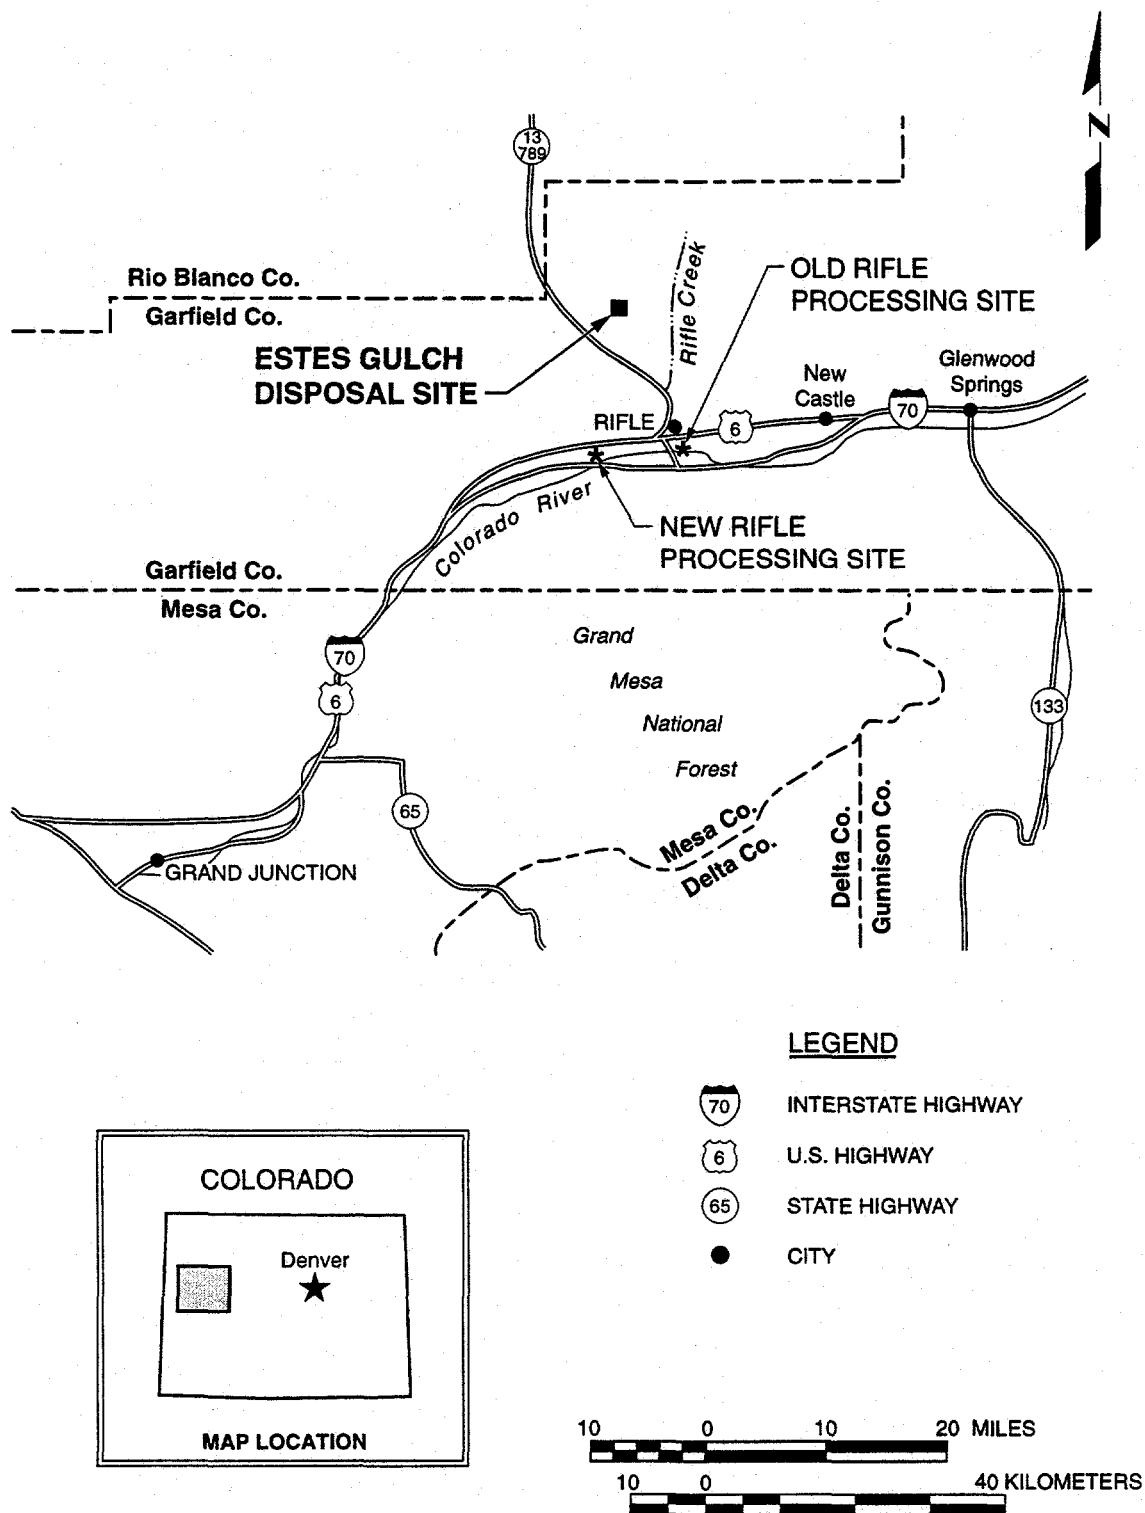 N
13
789
Rio Blanco Co.
Garfield Co.
Rifle Creek
OLD RIFLE
PROCESSING SITE
ESTES GULCH
DISPOSAL SITE
New
Castle
Glenwood
Springs
70
RIFLE
6
Colorado River
NEW RIFLE
PROCESSING SITE
Garfield Co.
Mesa Co.
Grand
Mesa
National
Forest
70
6
133
65
Mesa Co.
Delta Co.
Delta Co.
Gunnison Co.
GRAND JUNCTION
LEGEND
70 INTERSTATE HIGHWAY
6 U.S. HIGHWAY
65 STATE HIGHWAY
CITY
COLORADO
Denver
MAP LOCATION
10 0 10 20 MILES
10 0 40 KILOMETERS